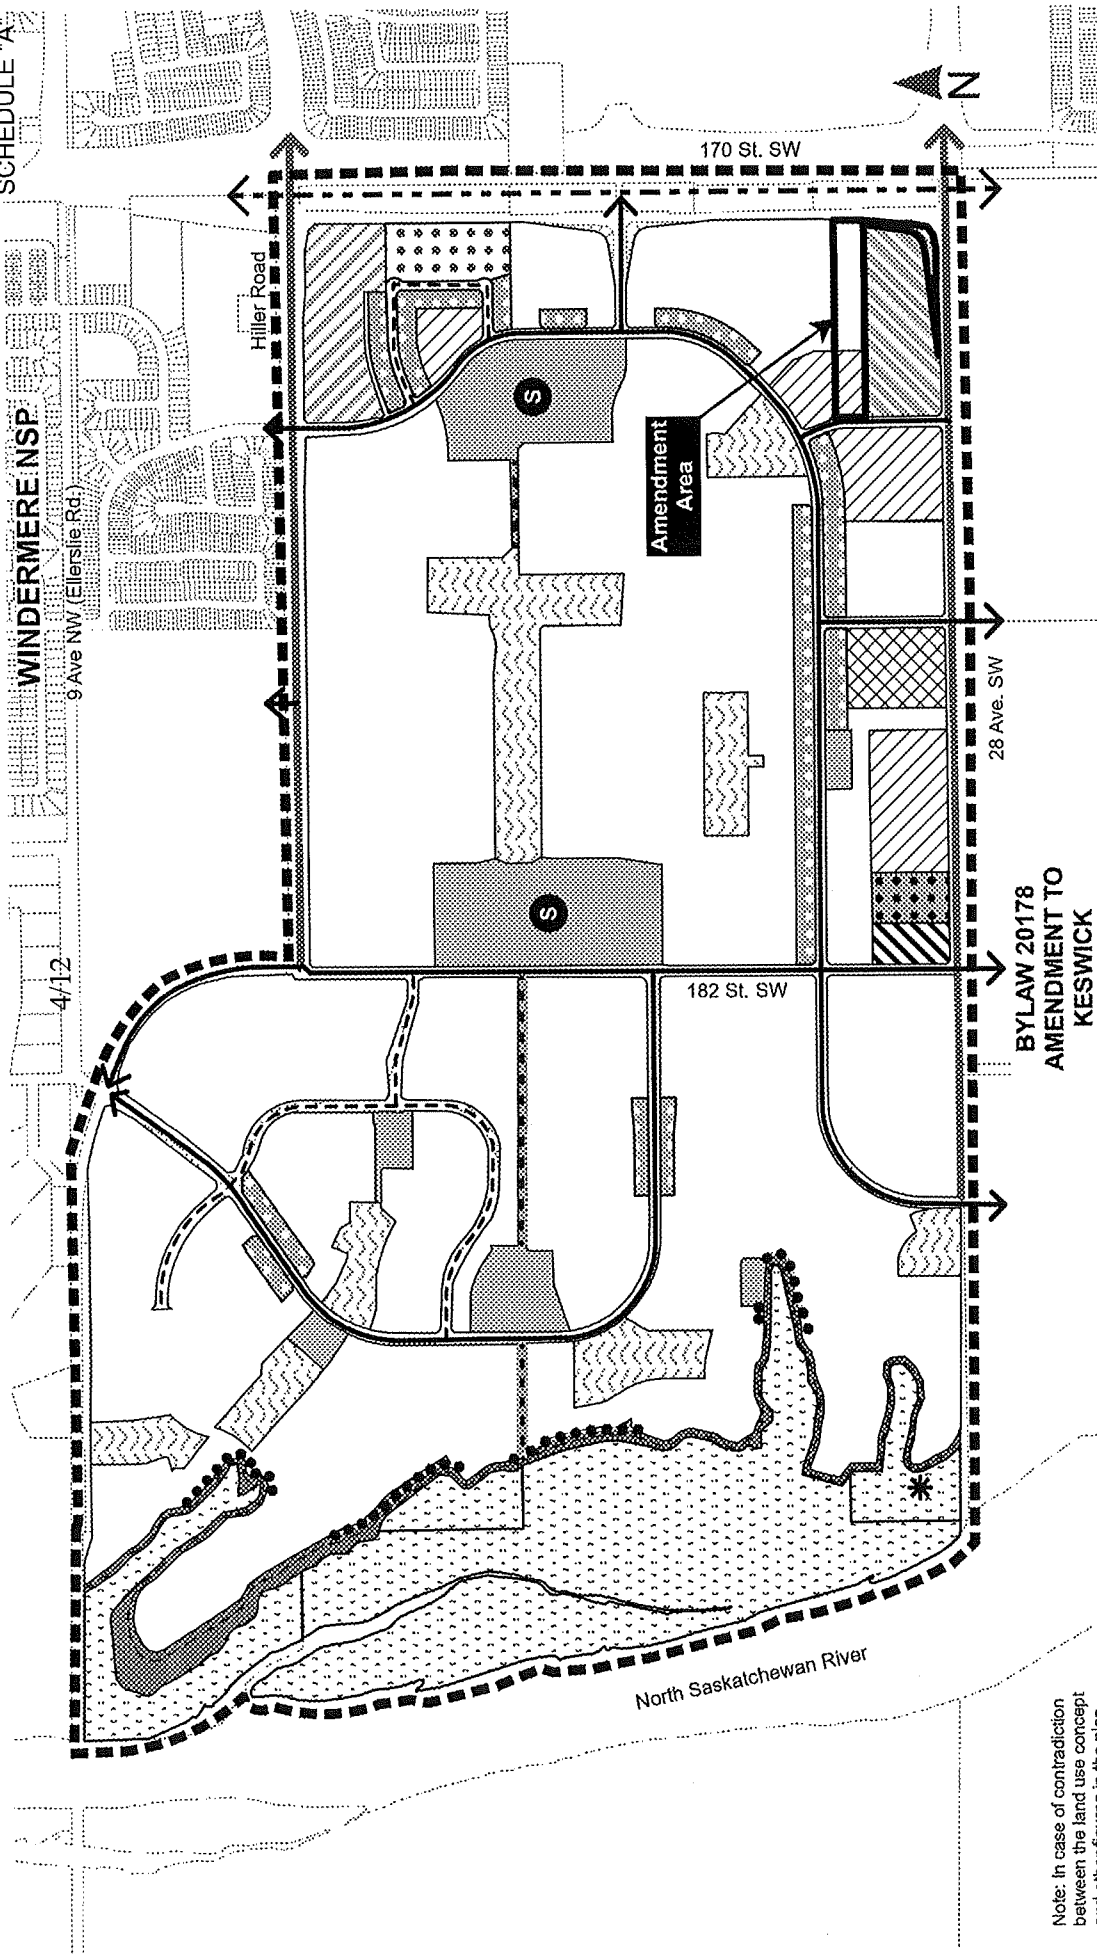 SCHEDULE "A"
N
170 St. SW
Hiller Road
WINDERMERE NSP
9 Ave NW (Ellerslie Rd.)
S
Amendment
Area
28 Ave. SW
4/12
S
182 St. SW
BYLAW 20178
AMENDMENT TO
KESWICK
North Saskatchewan River
Note: In case of contradiction
between the land use concept